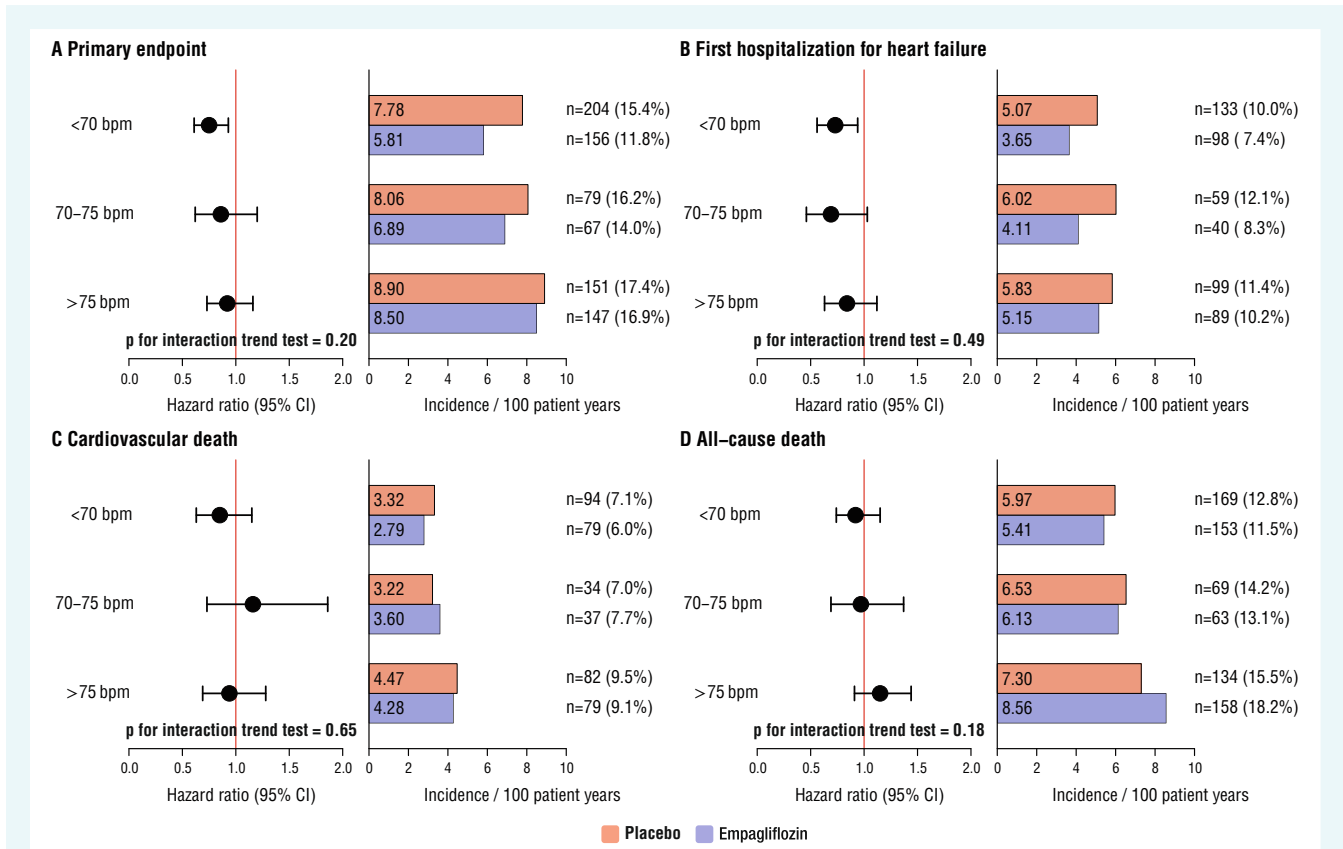 A Primary endpoint
<70 bpm
7.78
n=204 (15.4%)
5.81
n=156 (11.8%)
70–75 bpm
8.06
n=79 (16.2%)
6.89
n=67 (14.0%)
>75 bpm
8.90
n=151 (17.4%)
8.50
n=147 (16.9%)
p for interaction trend test = 0.20
0.0 0.5 1.0 1.5 2.0
0 2 4 6 8 10
Hazard ratio (95% CI)
Incidence / 100 patient years
B First hospitalization for heart failure
<70 bpm
5.07
n=133 (10.0%)
3.65
n=98 ( 7.4%)
70–75 bpm
6.02
n=59 (12.1%)
4.11
n=40 ( 8.3%)
>75 bpm
5.83
n=99 (11.4%)
5.15
n=89 (10.2%)
p for interaction trend test = 0.49
0.0 0.5 1.0 1.5 2.0
0 2 4 6 8 10
Hazard ratio (95% CI)
Incidence / 100 patient years
C Cardiovascular death
<70 bpm
3.32
n=94 (7.1%)
2.79
n=79 (6.0%)
70–75 bpm
3.22
n=34 (7.0%)
3.60
n=37 (7.7%)
>75 bpm
4.47
n=82 (9.5%)
4.28
n=79 (9.1%)
p for interaction trend test = 0.65
0.0 0.5 1.0 1.5 2.0
0 2 4 6 8 10
Hazard ratio (95% CI)
Incidence / 100 patient years
D All–cause death
<70 bpm
5.97
n=169 (12.8%)
5.41
n=153 (11.5%)
70–75 bpm
6.53
n=69 (14.2%)
6.13
n=63 (13.1%)
>75 bpm
7.30
n=134 (15.5%)
8.56
n=158 (18.2%)
p for interaction trend test = 0.18
0.0 0.5 1.0 1.5 2.0
0 2 4 6 8 10
Hazard ratio (95% CI)
Incidence / 100 patient years
Placebo Empagliflozin